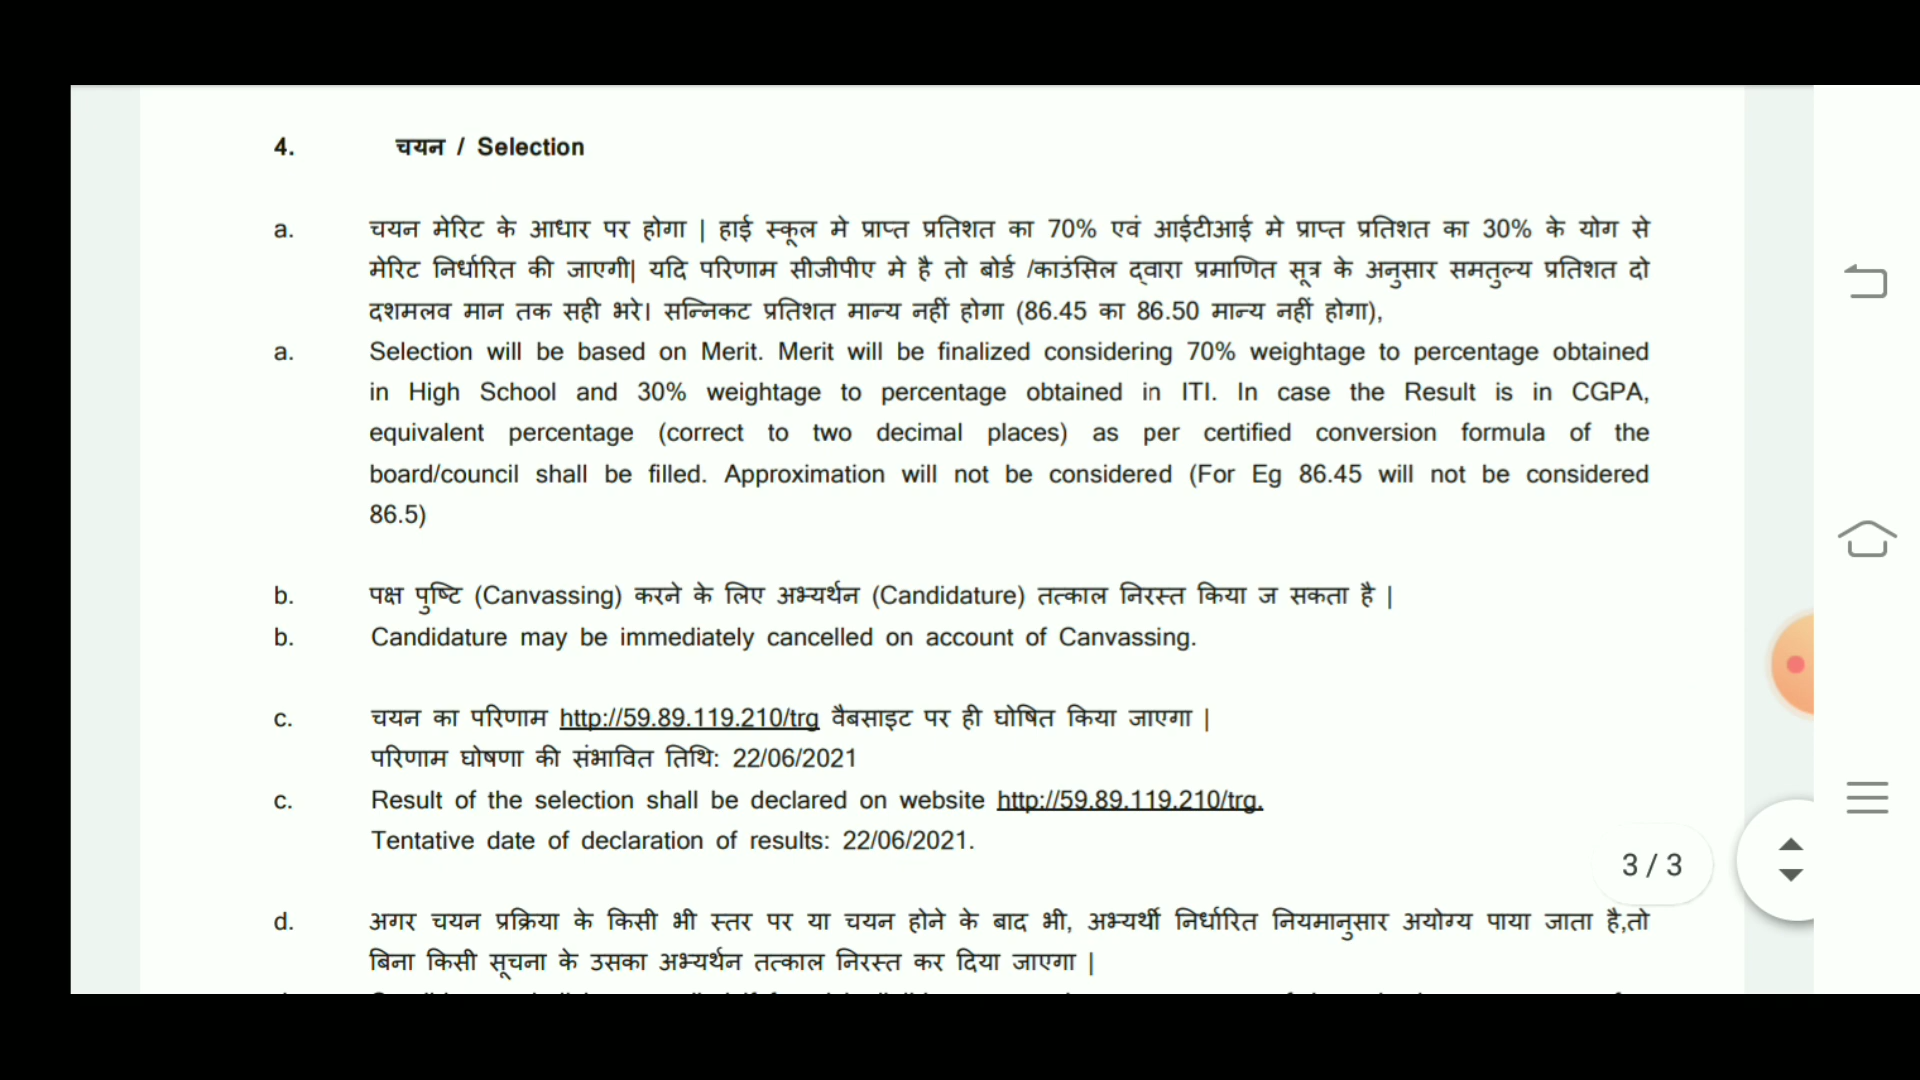 4. चयन / Selection
a. चयन मेरिट के आधार पर होगा | हाई स्कूल मे प्राप्त प्रतिशत का 70% एवं आईटीआई मे प्राप्त प्रतिशत का 30% के योग से
मेरिट निर्धारित की जाएगी| यदि परिणाम सीजीपीए मे है तो बोर्ड /काउंसिल द्वारा प्रमाणित सूत्र के अनुसार समतुल्य प्रतिशत दो
दशमलव मान तक सही भरे। सन्निकट प्रतिशत मान्य नहीं होगा (86.45 का 86.50 मान्य नहीं होगा),
a. Selection will be based on Merit. Merit will be finalized considering 70% weightage to percentage obtained
in High School and 30% weightage to percentage obtained in ITI. In case the Result is in CGPA,
equivalent percentage (correct to two decimal places) as per certified conversion formula of the
board/council shall be filled. Approximation will not be considered (For Eg 86.45 will not be considered
86.5)
b. पक्ष पुष्टि (Canvassing) करने के लिए अभ्यर्थन (Candidature) तत्काल निरस्त किया ज सकता है |
b. Candidature may be immediately cancelled on account of Canvassing.
c. चयन का परिणाम http://59.89.119.210/trg वैबसाइट पर ही घोषित किया जाएगा |
परिणाम घोषणा की संभावित तिथि: 22/06/2021
c. Result of the selection shall be declared on website http://59.89.119.210/trg.
Tentative date of declaration of results: 22/06/2021.
3 / 3
d. अगर चयन प्रक्रिया के किसी भी स्तर पर या चयन होने के बाद भी, अभ्यर्थी निर्धारित नियमानुसार अयोग्य पाया जाता है,तो
बिना किसी सूचना के उसका अभ्यर्थन तत्काल निरस्त कर दिया जाएगा |